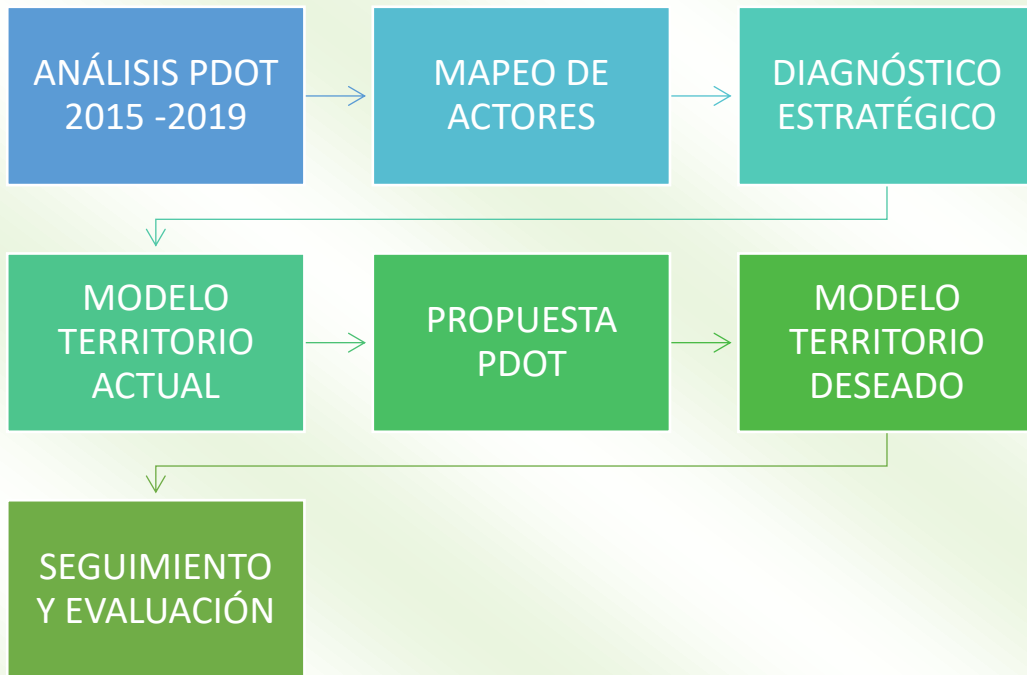 ANÁLISIS PDOT
2015 -2019
MAPEO DE
ACTORES
DIAGNÓSTICO
ESTRATÉGICO
MODELO
TERRITORIO
ACTUAL
PROPUESTA
PDOT
MODELO
TERRITORIO
DESEADO
SEGUIMIENTO
Y EVALUACIÓN